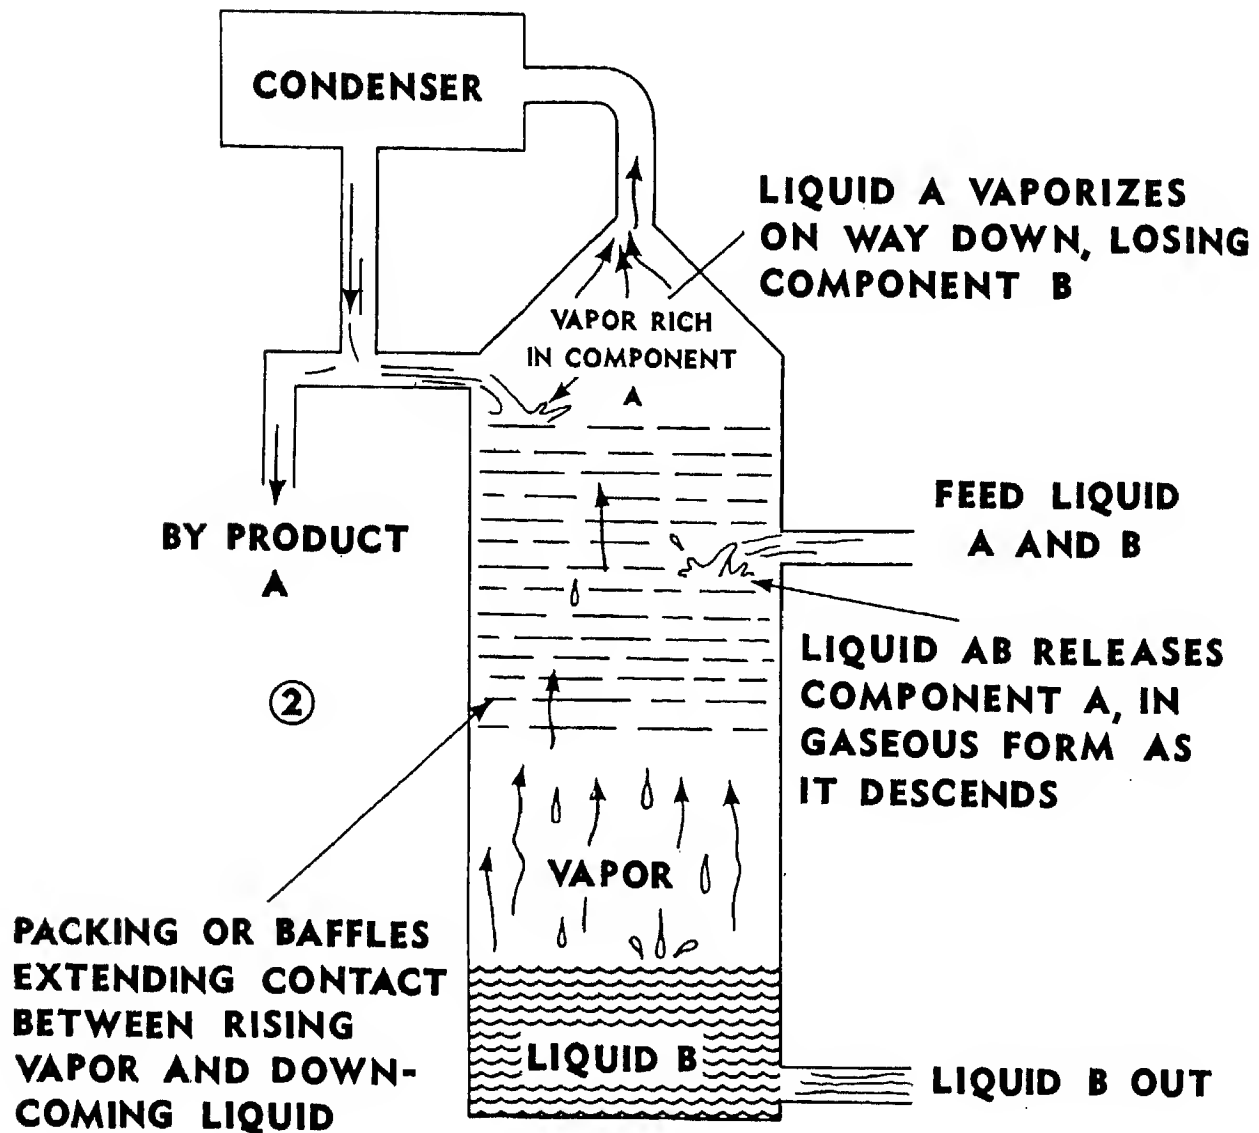 CONDENSER
LIQUID A VAPORIZES
ON WAY DOWN, LOSING
COMPONENT B
VAPOR RICH
IN COMPONENT
A
FEED LIQUID
A AND B
BY PRODUCT
A
LIQUID AB RELEASES
COMPONENT A, IN
GASEOUS FORM AS
IT DESCENDS
2
VAPOR
PACKING OR BAFFLES
EXTENDING CONTACT
BETWEEN RISING
VAPOR AND DOWN-
COMING LIQUID
LIQUID B
LIQUID B OUT